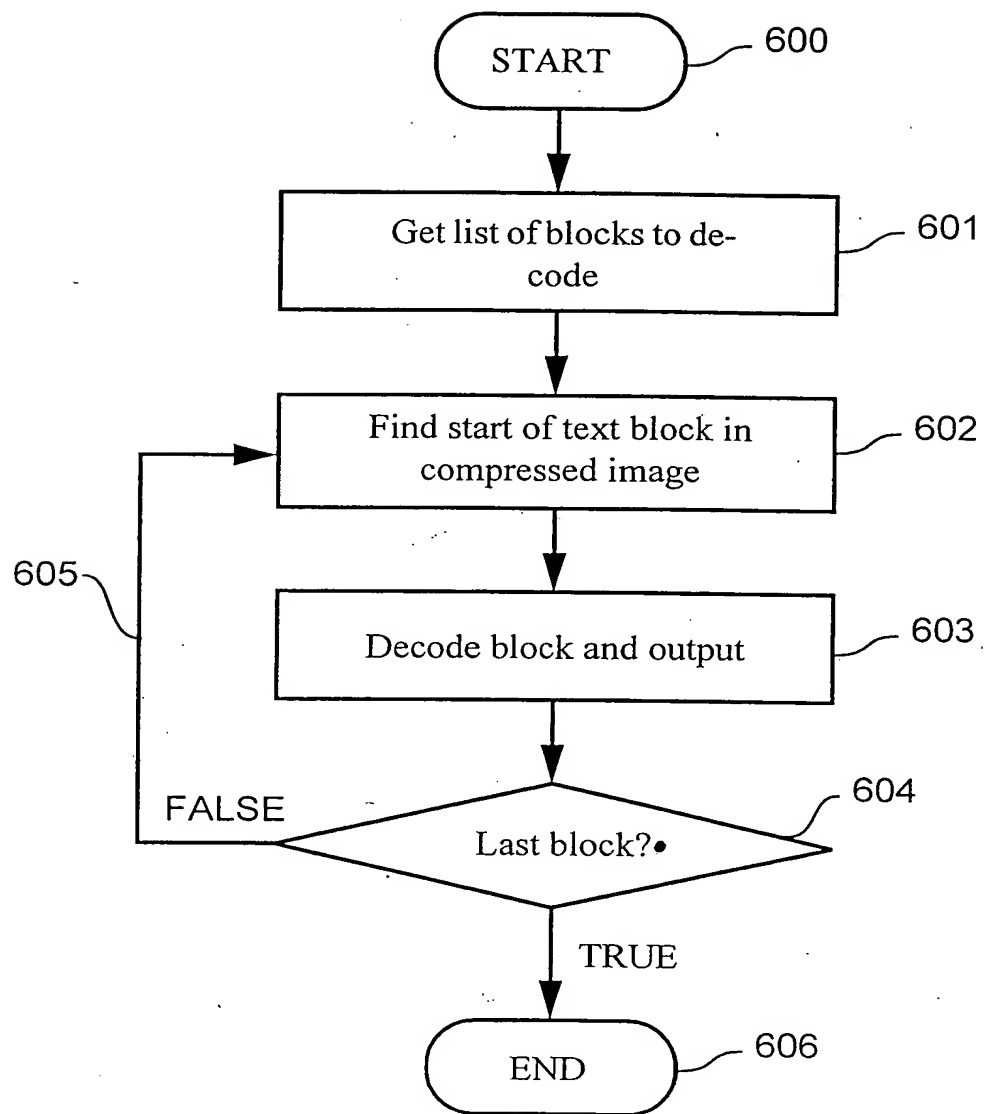 START
600
Get list of blocks to de-
code
601
Find start of text block in
compressed image
602
605
Decode block and output
603
FALSE
Last block?
604
TRUE
END
606